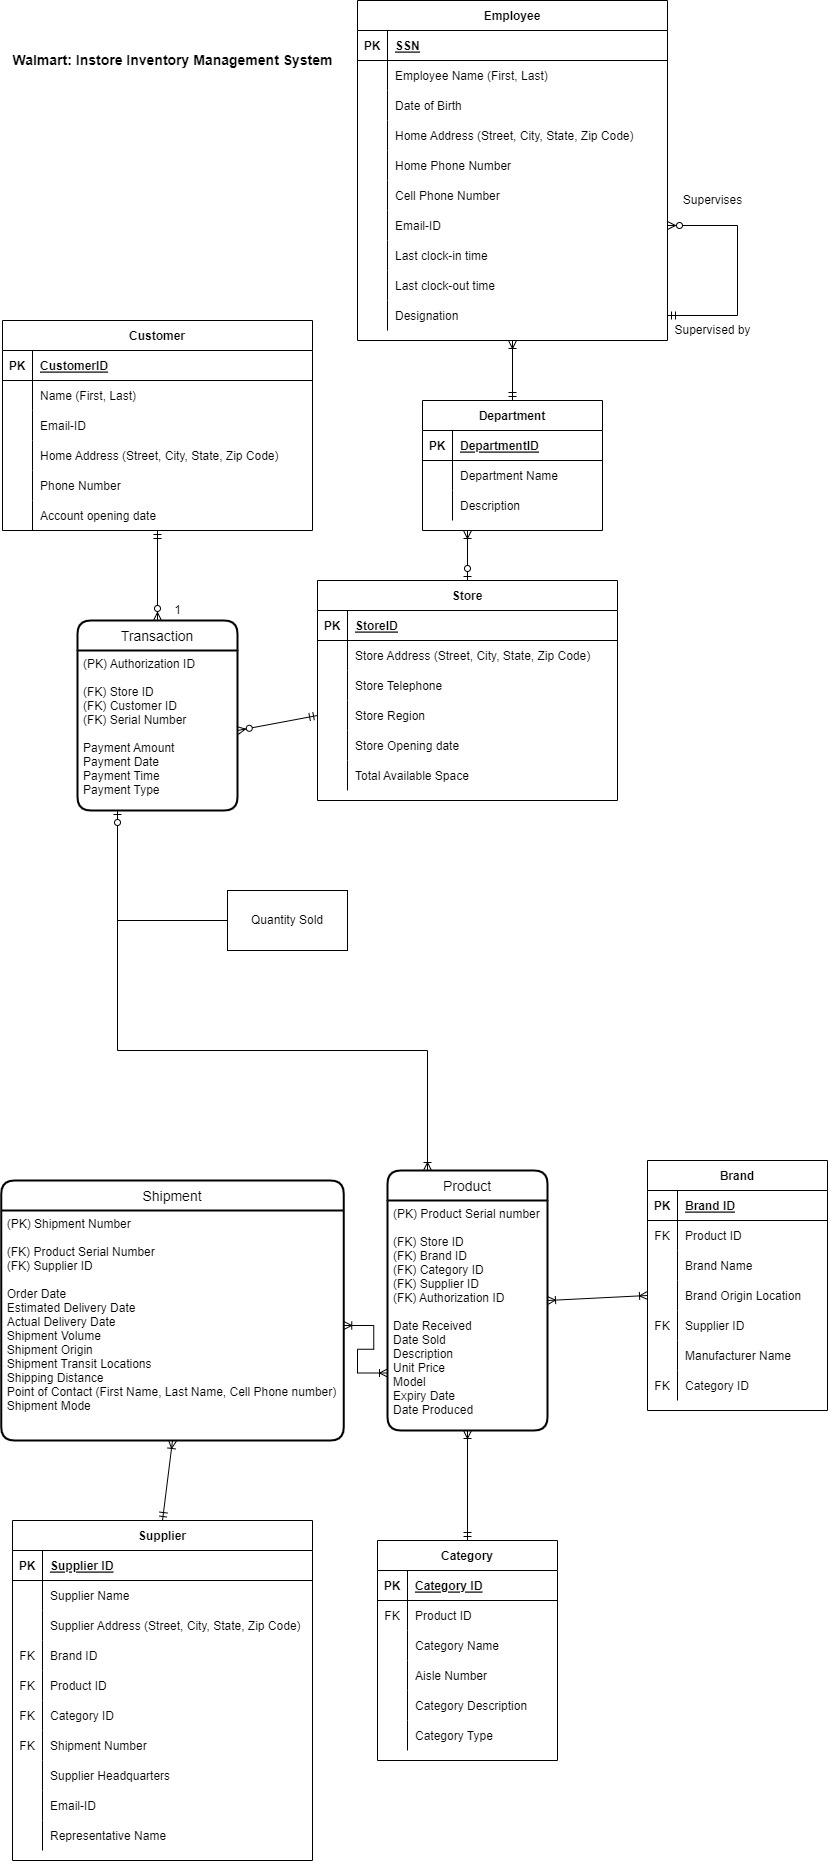 Employee
PK SSN
Walmart: Instore Inventory Management System
Employee Name (First, Last)
Date of Birth
Home Address (Street, City, State, Zip Code)
Home Phone Number
Cell Phone Number
Email-ID
Last clock-in time
Last clock-out time
Designation
Supervises
Supervised by
Customer
PK CustomerID
Name (First, Last)
Email-ID
Home Address (Street, City, State, Zip Code)
Phone Number
Account opening date
Department
PK DepartmentID
Department Name
Description
1
Transaction
(PK) Authorization ID
(FK) Store ID
(FK) Customer ID
(FK) Serial Number
Payment Amount
Payment Date
Payment Time
Payment Type
Store
PK StoreID
Store Address (Street, City, State, Zip Code)
Store Telephone
Store Region
Store Opening date
Total Available Space
Quantity Sold
Shipment
(PK) Shipment Number
(FK) Product Serial Number
(FK) Supplier ID
Order Date
Estimated Delivery Date
Actual Delivery Date
Shipment Volume
Shipment Origin
Shipment Transit Locations
Shipping Distance
Point of Contact (First Name, Last Name, Cell Phone number)
Shipment Mode
Product
(PK) Product Serial number
(FK) Store ID
(FK) Brand ID
(FK) Category ID
(FK) Supplier ID
(FK) Authorization ID
Date Received
Date Sold
Description
Unit Price
Model
Expiry Date
Date Produced
Brand
PK Brand ID
FK Product ID
Brand Name
Brand Origin Location
FK Supplier ID
Manufacturer Name
FK Category ID
Supplier
PK Supplier ID
Supplier Name
Supplier Address (Street, City, State, Zip Code)
FK Brand ID
FK Product ID
FK Category ID
FK Shipment Number
Supplier Headquarters
Email-ID
Representative Name
Category
PK Category ID
FK Product ID
Category Name
Aisle Number
Category Description
Category Type